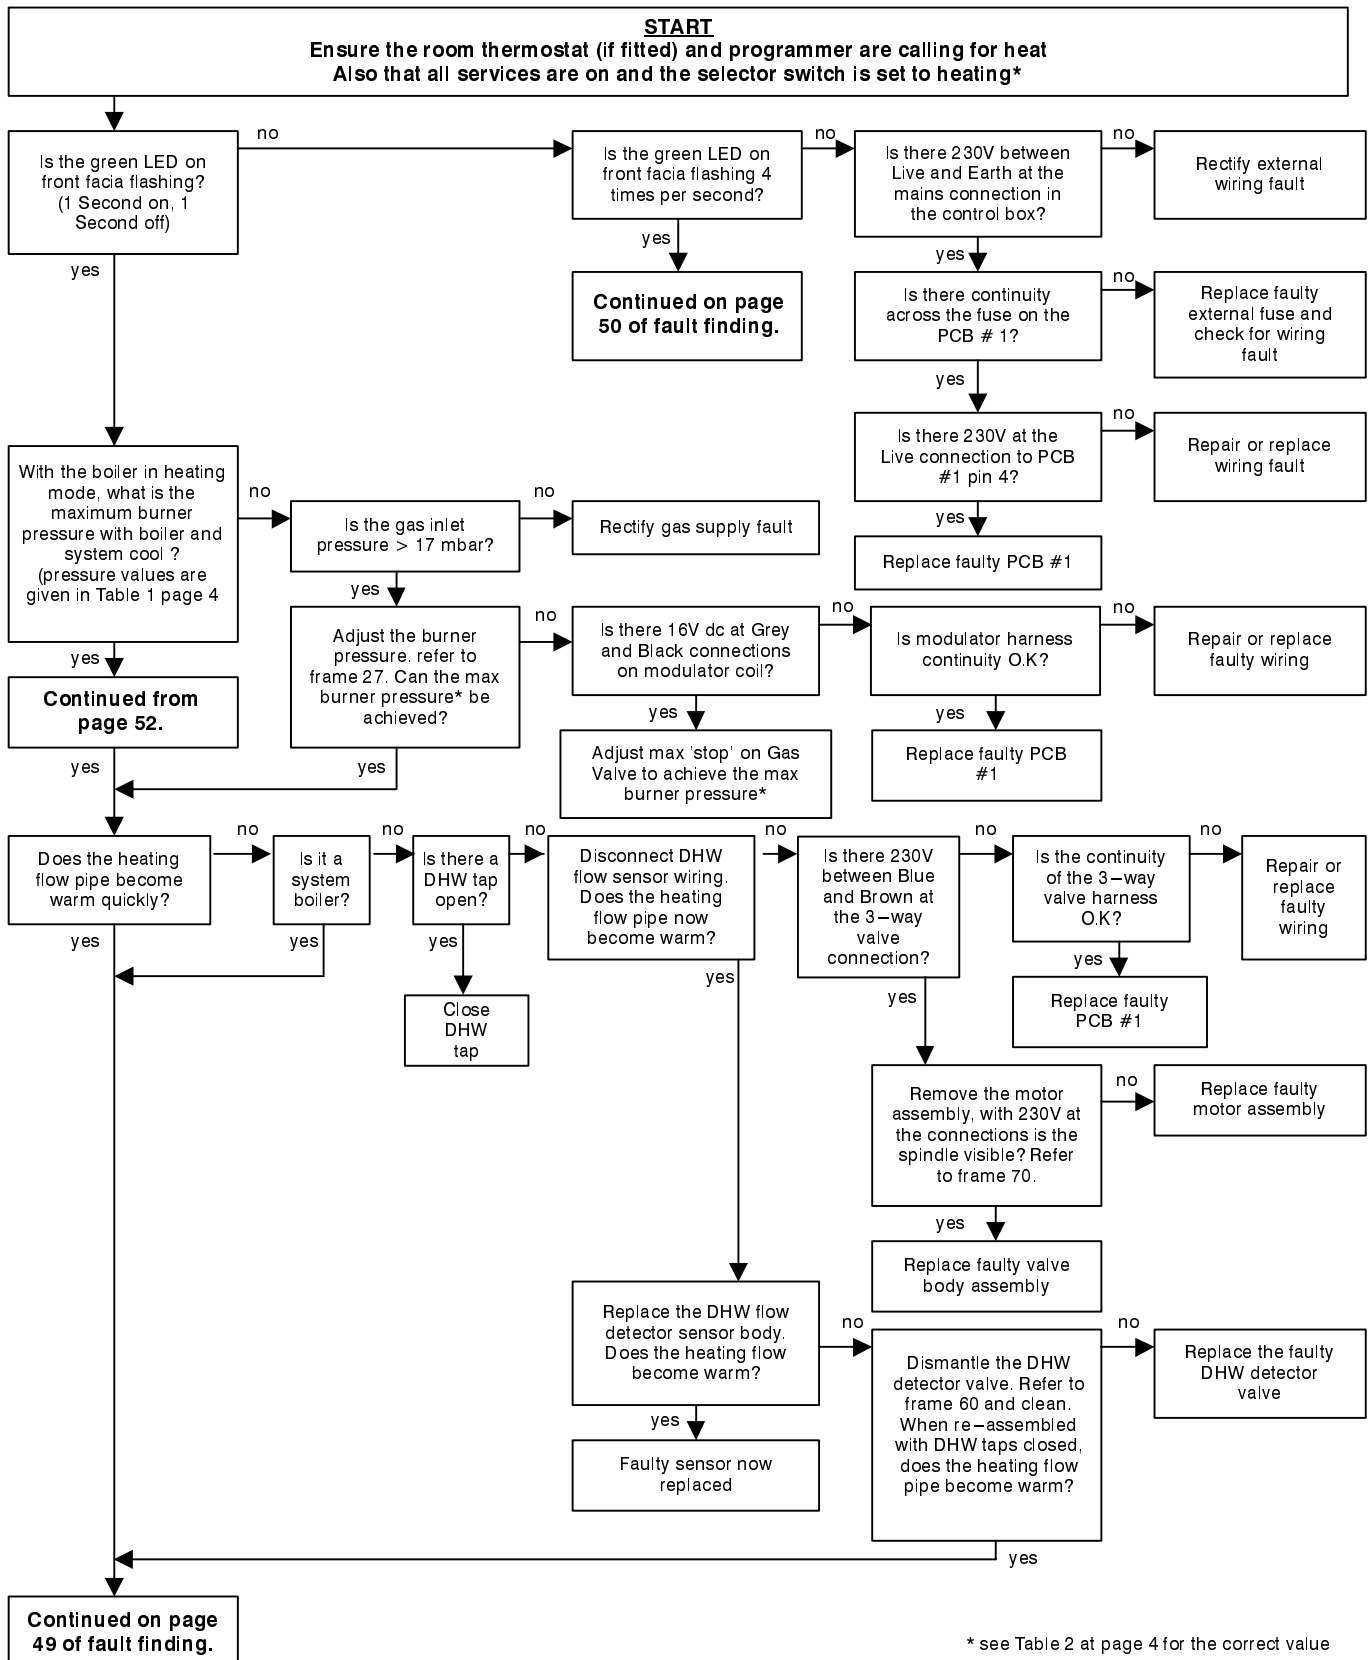 START
Ensure the room thermostat (if fitted) and programmer are calling for heat
Also that all services are on and the selector switch is set to heating*
Is the green LED on
front facia flashing?
(1 Second on, 1
Second off)
no
yes
Is the green LED on
front facia flashing 4
times per second?
no
yes
Continued on page
50 of fault finding.
Is there 230V between
Live and Earth at the
mains connection in
the control box?
no
yes
Rectify external
wiring fault
Is there continuity
across the fuse on the
PCB # 1?
no
yes
Replace faulty
external fuse and
check for wiring
fault
Is there 230V at the
Live connection to PCB
#1 pin 4?
no
yes
Repair or replace
wiring fault
Replace faulty PCB #1
With the boiler in heating
mode, what is the
maximum burner
pressure with boiler and
system cool ?
(pressure values are
given in Table 1 page 4
no
yes
Is the gas inlet
pressure > 17 mbar?
no
yes
Rectify gas supply fault
Continued from
page 52.
yes
Adjust the burner
pressure. refer to
frame 27. Can the max
burner pressure* be
achieved?
no
yes
Is there 16V dc at Grey
and Black connections
on modulator coil?
no
yes
Is modulator harness
continuity O.K?
no
yes
Repair or replace
faulty wiring
Adjust max 'stop' on Gas
Valve to achieve the max
burner pressure*
Replace faulty PCB
#1
Does the heating
flow pipe become
warm quickly?
no
yes
Is it a
system
boiler?
no
yes
Is there a
DHW tap
open?
no
yes
Close
DHW
tap
Disconnect DHW
flow sensor wiring.
Does the heating
flow pipe now
become warm?
no
yes
Is there 230V
between Blue
and Brown at
the 3-way
valve
connection?
no
yes
Is the continuity
of the 3-way
valve harness
O.K?
no
yes
Repair or
replace
faulty
wiring
Replace faulty
PCB #1
Remove the motor
assembly, with 230V at
the connections is the
spindle visible? Refer
to frame 70.
no
yes
Replace faulty
motor assembly
Replace faulty valve
body assembly
Replace the DHW flow
detector sensor body.
Does the heating flow
become warm?
no
yes
Faulty sensor now
replaced
Dismantle the DHW
detector valve. Refer to
frame 60 and clean.
When re-assembled
with DHW taps closed,
does the heating flow
pipe become warm?
no
yes
Replace the faulty
DHW detector
valve
Continued on page
49 of fault finding.
* see Table 2 at page 4 for the correct value